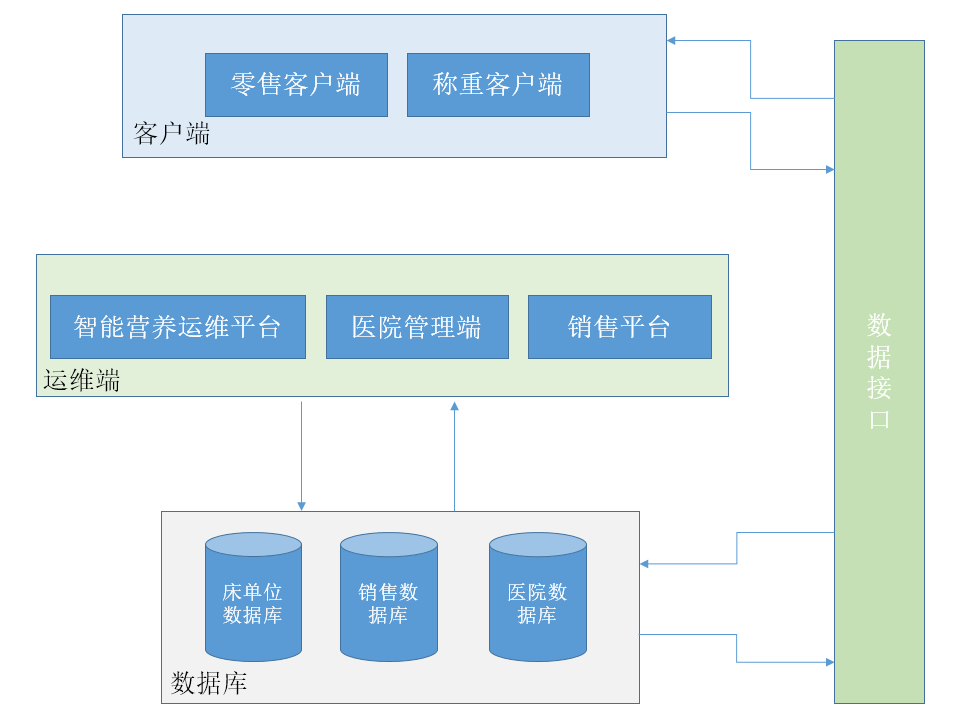 零售客户端
称重客户端
客户端
智能营养运维平台
医院管理端
销售平台
运维端
数
据
接
口
床单位
数据库
销售数
据库
医院数
据库
数据库